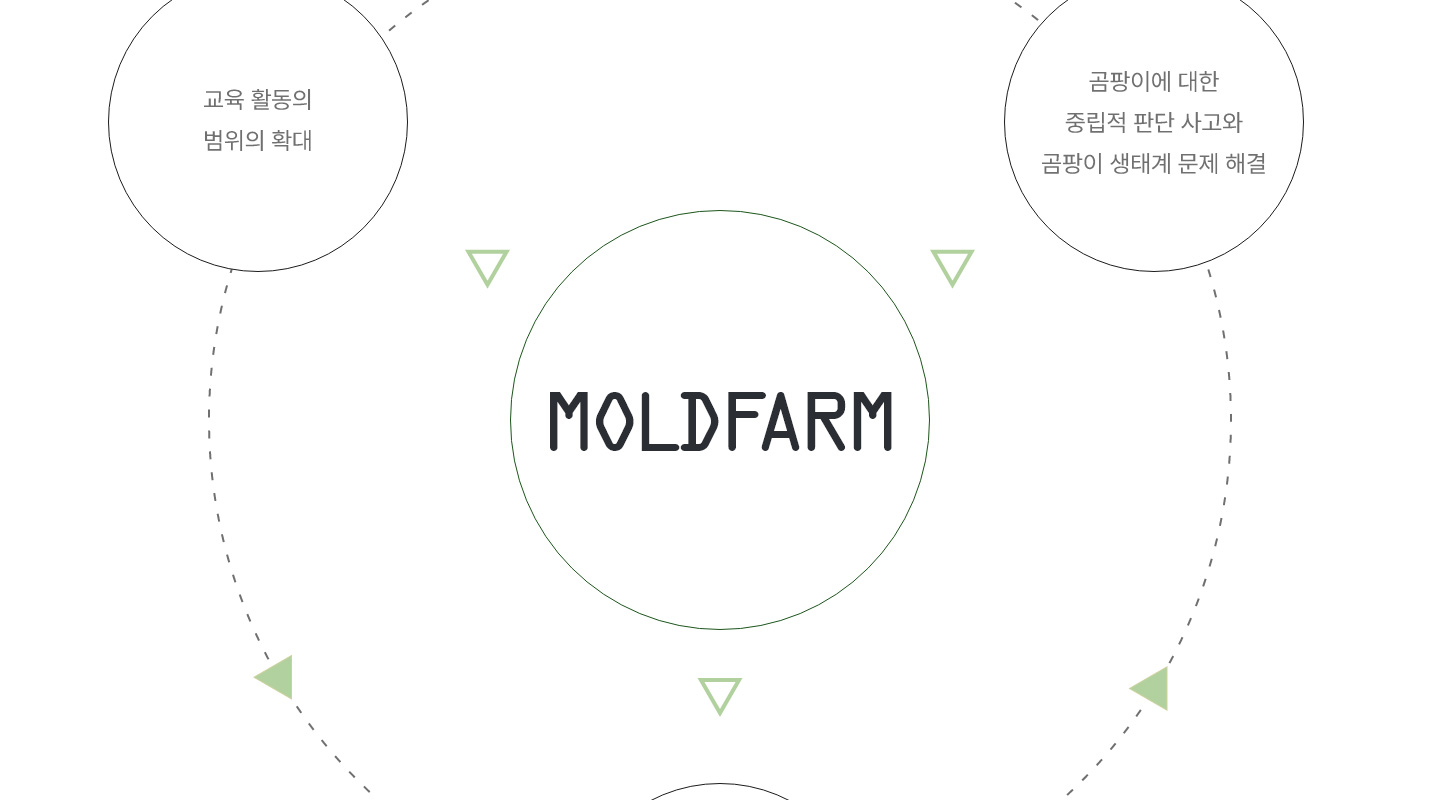 교육 활동의
범위의 확대
곰팡이에 대한
중립적 판단 사고와
곰팡이 생태계 문제 해결
MOLDFARM